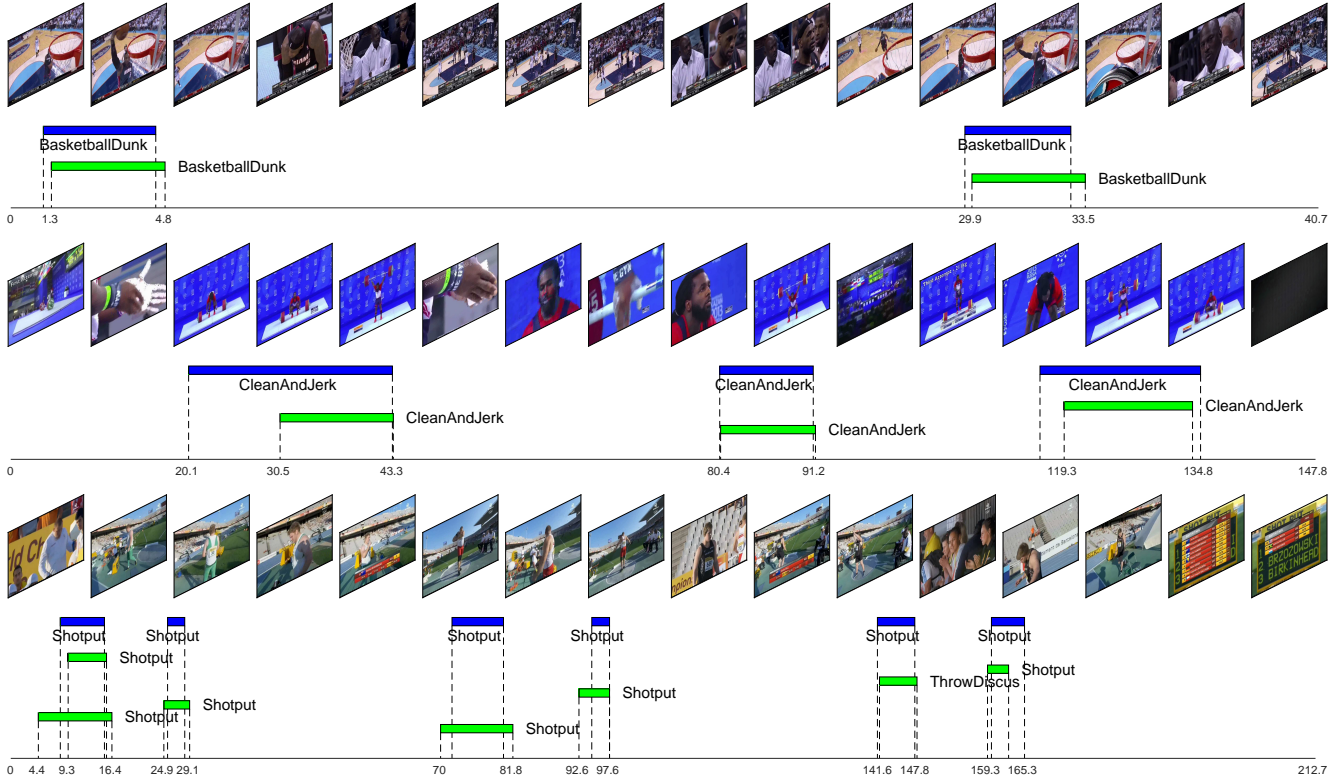 BasketballDunk
BasketballDunk
BasketballDunk
BasketballDunk
0 1.3 4.8 29.9 33.5 40.7
CleanAndJerk
CleanAndJerk
CleanAndJerk
CleanAndJerk
CleanAndJerk
CleanAndJerk
0 20.1 30.5 43.3 80.4 91.2 119.3 134.8 147.8
BRZOZOWSKI
BIRKINHEAD
Shotput Shotput Shotput Shotput Shotput Shotput
Shotput
Shotput
ThrowDiscus
Shotput
Shotput
Shotput
Shotput
0 4.4 9.3 16.4 24.9 29.1 70 81.8 92.6 97.6 141.6 147.8 159.3 165.3 212.7